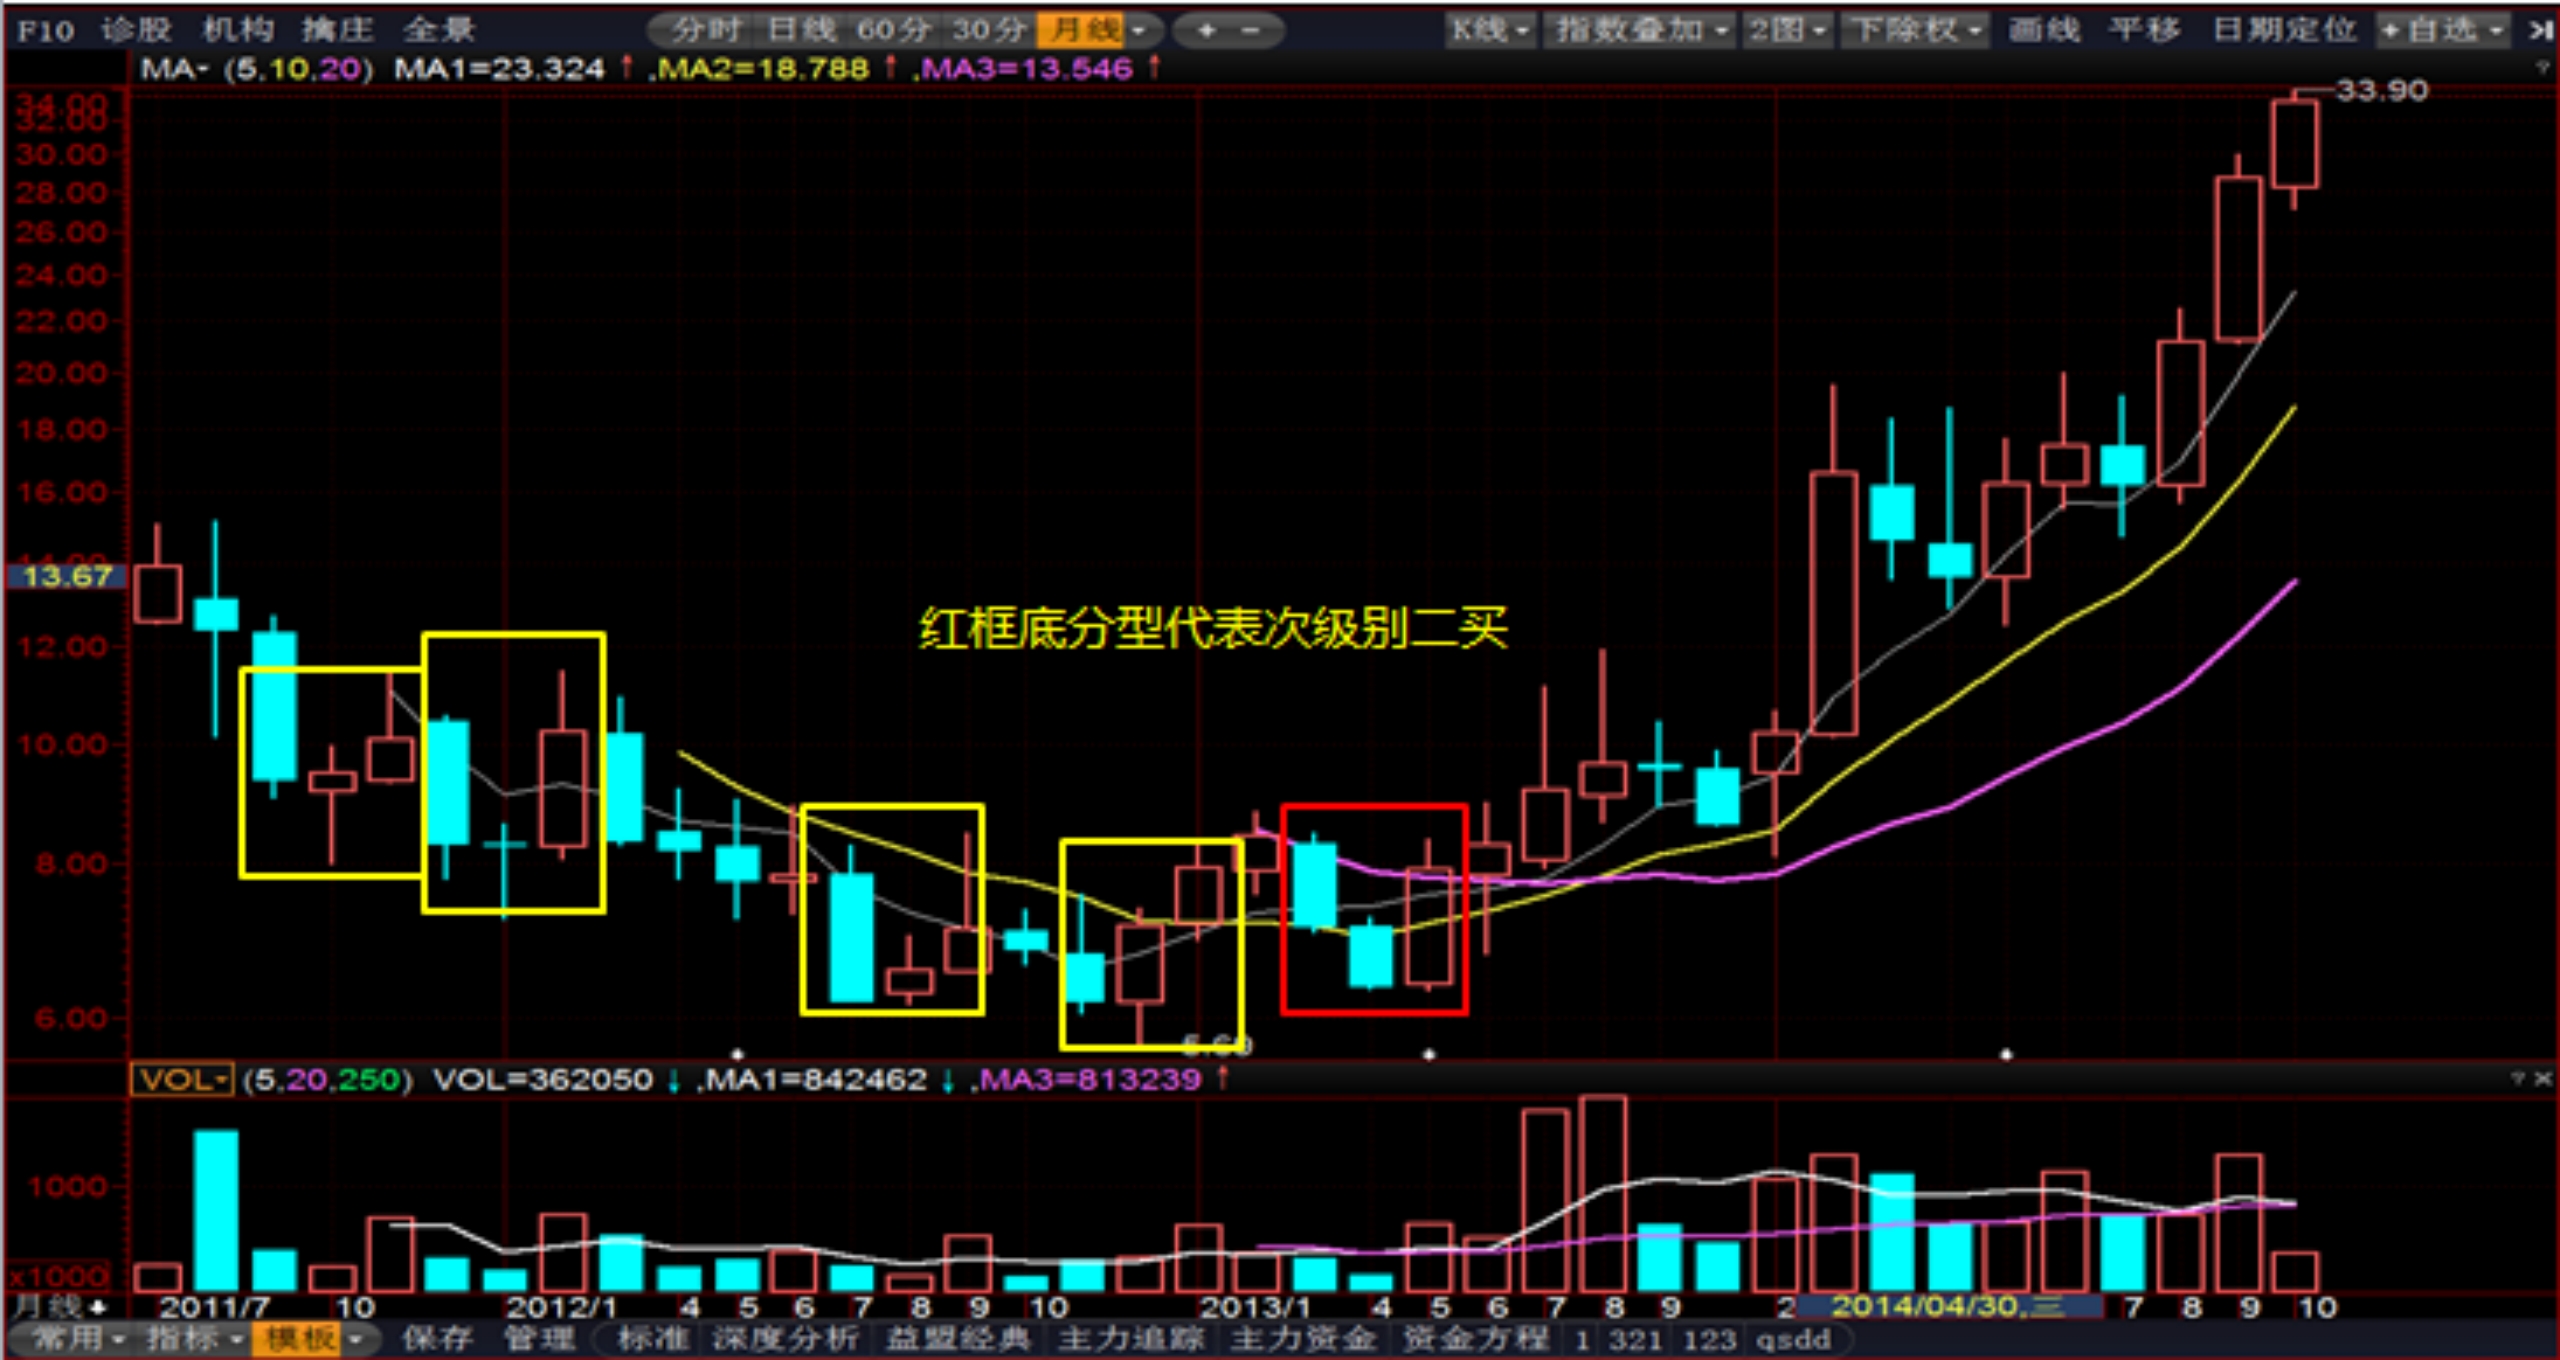 F10 诊股 机构 擒庄 全景 分时 日线 60分 30分 月线 + - K线 指数叠加 2图 下除权 画线 平移 日期定位 +自选
MA- (5,10,20) MA1=23.324 ↑ ,MA2=18.788 ↑ ,MA3=13.546 ↑
33.90
34.00
32.00
30.00
28.00
26.00
24.00
22.00
20.00
18.00
16.00
14.00
13.67
红框底分型代表次级别二买
12.00
10.00
8.00
6.00
VOL- (5,20,250) VOL=362050 ↓ ,MA1=842462 ↓ ,MA3=813239 ↑
1000
x1000
月线 2011/7 10 2012/1 4 5 6 7 8 9 10 2013/1 4 5 6 7 8 9 2 2014/04/30,三 7 8 9 10
常用 指标 模板 保存 管理 标准 深度分析 益盟经典 主力追踪 主力资金 资金方程 1 321 123 qsdd